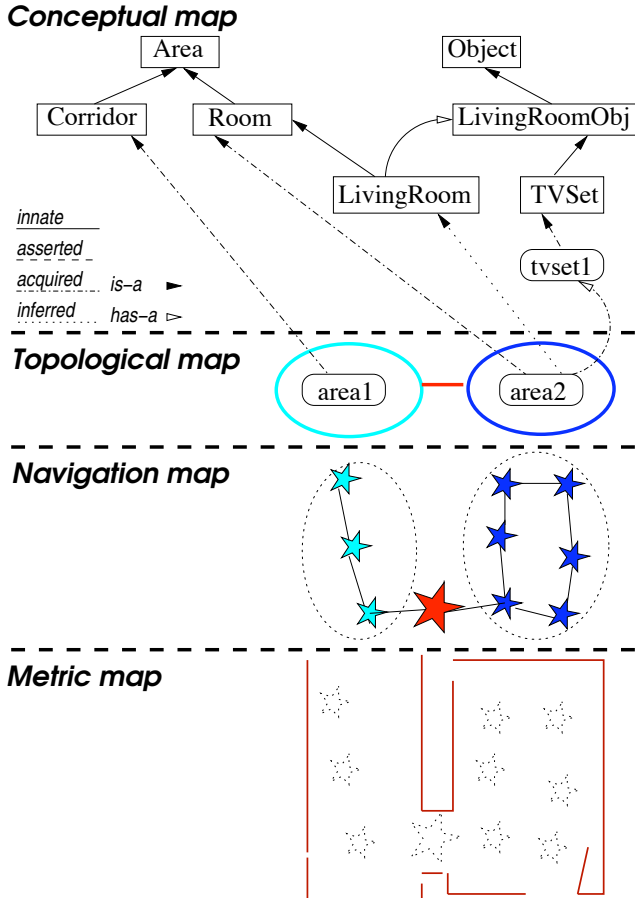 Conceptual map
Area
Object
Corridor
Room
LivingRoomObj
LivingRoom
TVSet
innate
asserted
tvset1
acquired is-a
inferred has-a
Topological map
area1
area2
Navigation map
Metric map